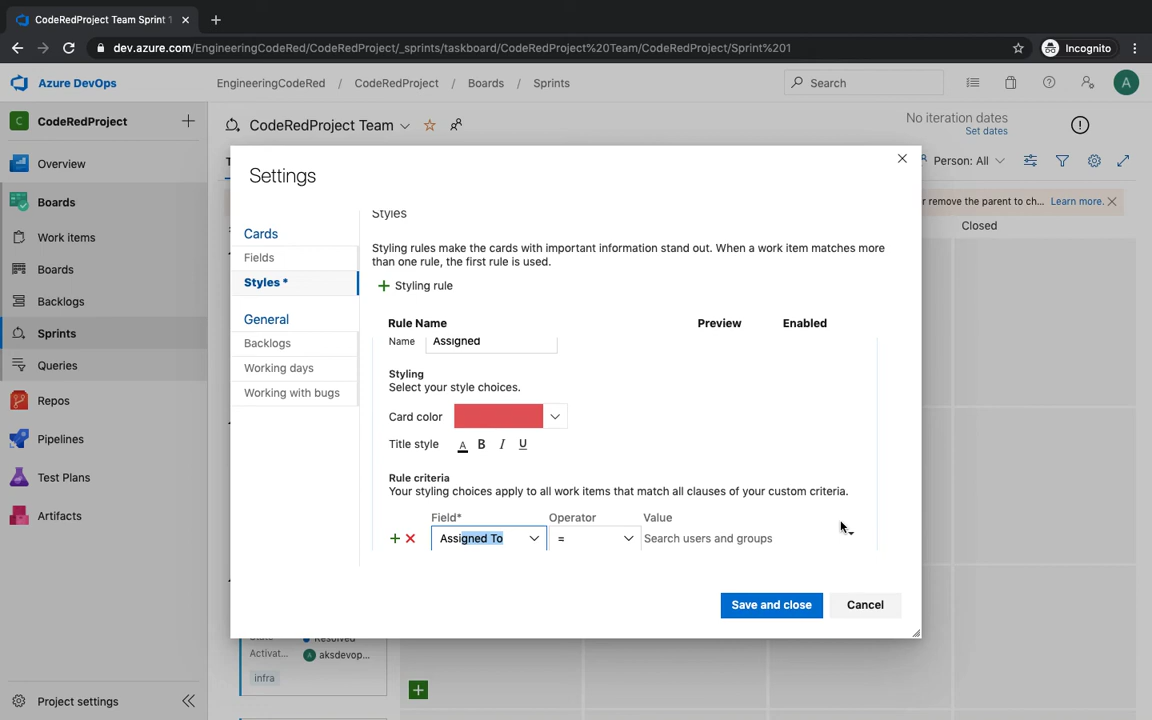 CodeRedProject Team Sprint 1
dev.azure.com/EngineeringCodeRed/CodeRedProject/_sprints/taskboard/CodeRedProject%20Team/CodeRedProject/Sprint%201
Incognito
Azure DevOps
EngineeringCodeRed / CodeRedProject / Boards / Sprints
Search
A
C CodeRedProject
Overview
Boards
Work items
Boards
Backlogs
Sprints
Queries
Repos
Pipelines
Test Plans
Artifacts
Project settings
CodeRedProject Team
No iteration dates
Set dates
Person: All
r remove the parent to ch... Learn more.
Closed
Settings
Cards
Fields
Styles *
General
Backlogs
Working days
Working with bugs
Styles
Styling rules make the cards with important information stand out. When a work item matches more
than one rule, the first rule is used.
Styling rule
Rule Name Preview Enabled
Name Assigned
Styling
Select your style choices.
Card color
Title style A B I U
Rule criteria
Your styling choices apply to all work items that match all clauses of your custom criteria.
Field* Operator Value
Assigned To = Search users and groups
Save and close Cancel
State Resolved
Activat... A aksdevop...
infra